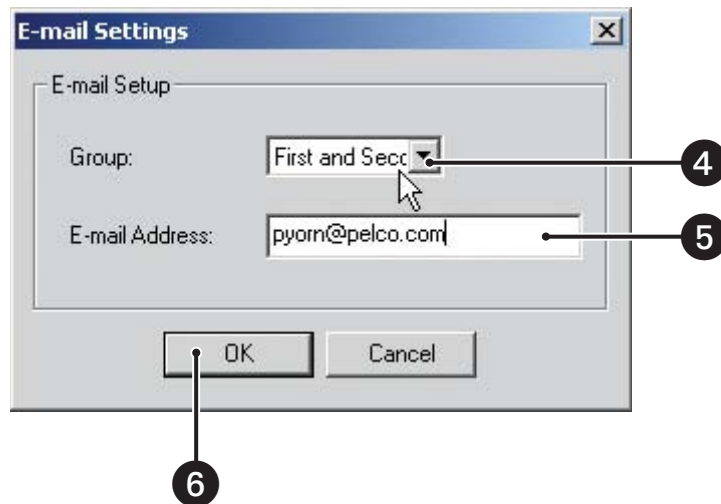 E-mail Settings
E-mail Setup
Group: First and Secc 4
E-mail Address: pyorn@pelco.com 5
OK Cancel
6